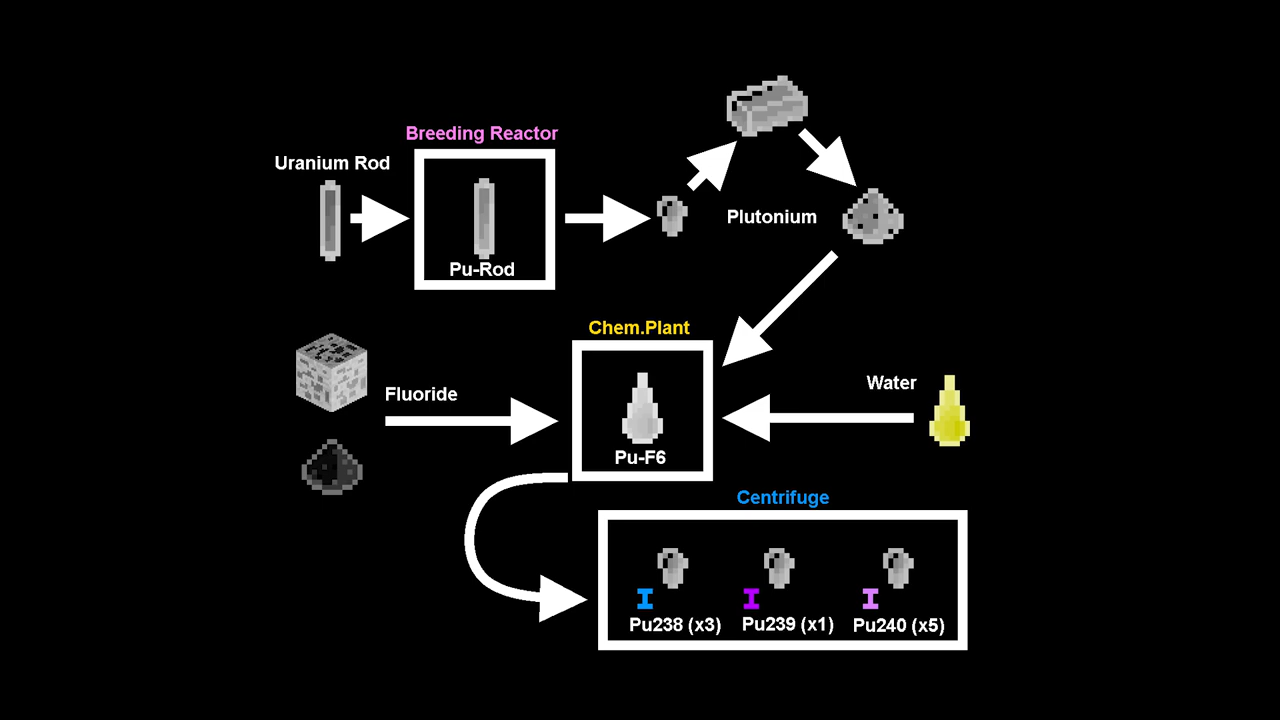 Breeding Reactor
Uranium Rod
Pu-Rod
Plutonium
Chem.Plant
Fluoride
Water
Pu-F6
Centrifuge
Pu238 (x3)
Pu239 (x1)
Pu240 (x5)